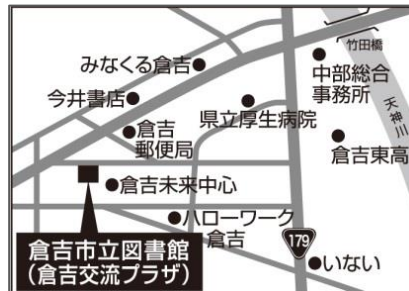 竹田橋
みなくる倉吉
中部総合
事務所
今井書店
県立厚生病院
天神川
倉吉
郵便局
倉吉東高
倉吉未来中心
ハローワーク
倉吉
179
倉吉市立図書館
（倉吉交流プラザ）
いない